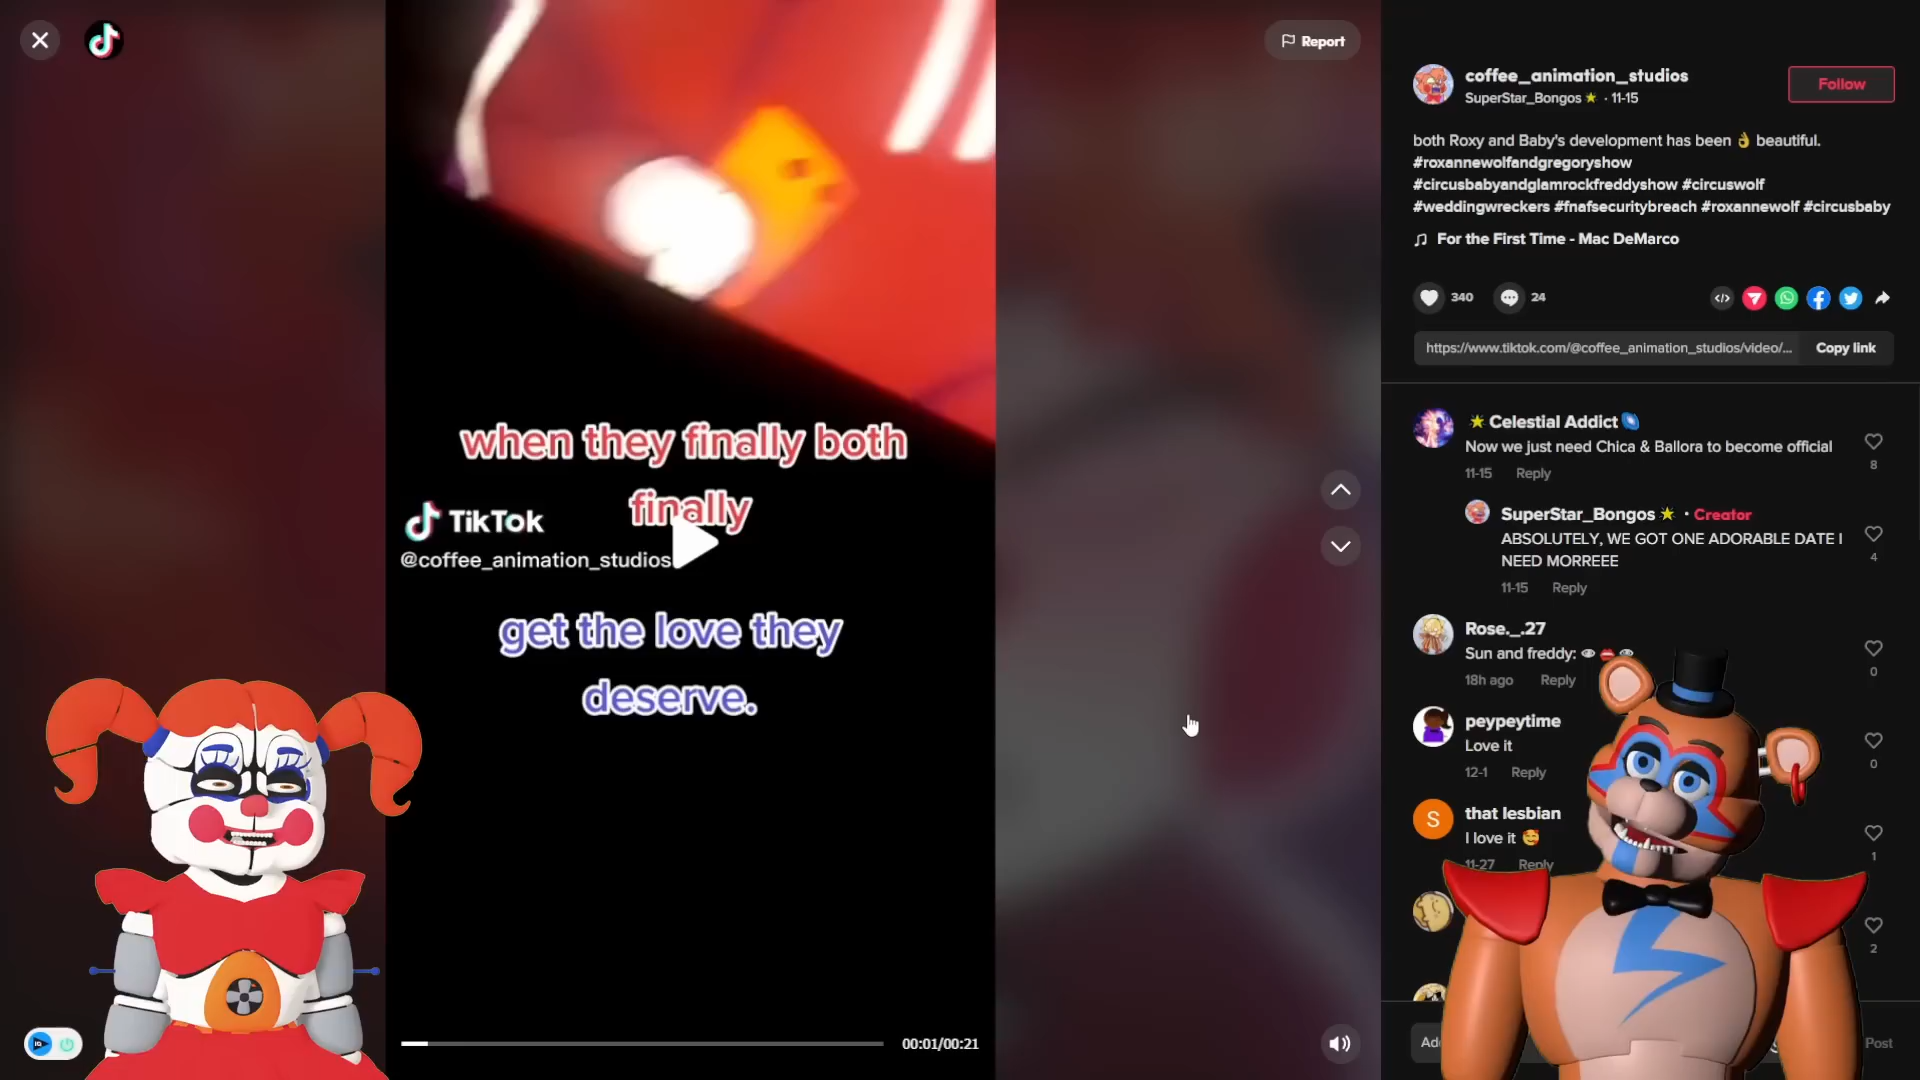 Report
when they finally both
finally
TikTok
@coffee_animation_studios
get the love they
deserve.
00:01/00:21
coffee_animation_studios
SuperStar_Bongos ⭐ · 11-15
Follow
both Roxy and Baby's development has been 👌 beautiful.
#roxannewolfandgregoryshow
#circusbabyandglamrockfreddyshow #circuswolf
#weddingwreckers #fnafsecuritybreach #roxannewolf #circusbaby
For the First Time - Mac DeMarco
340
24
https://www.tiktok.com/@coffee_animation_studios/video/...
Copy link
⭐ Celestial Addict 🌀
Now we just need Chica & Ballora to become official
8
11-15 Reply
SuperStar_Bongos ⭐ · Creator
ABSOLUTELY, WE GOT ONE ADORABLE DATE I
NEED MORREEE
4
11-15 Reply
Rose._.27
Sun and freddy: 👁👄👁
0
18h ago Reply
peypeytime
Love it
0
12-1 Reply
S
that lesbian
I love it 🥰
1
11-27 Reply
2
Post